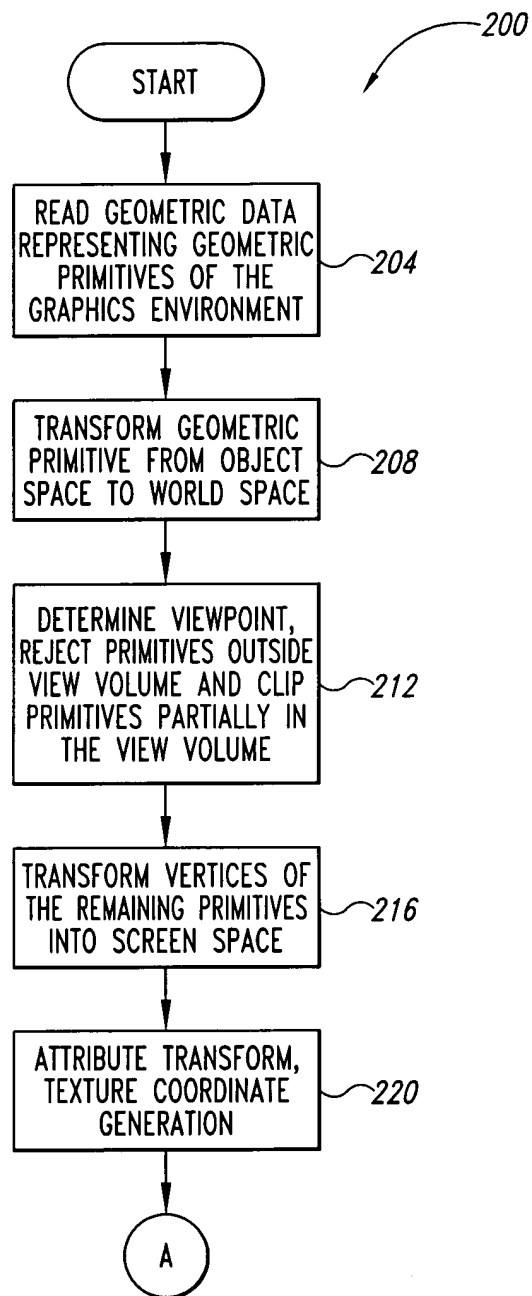 200
START
READ GEOMETRIC DATA
REPRESENTING GEOMETRIC
PRIMITIVES OF THE
GRAPHICS ENVIRONMENT
204
TRANSFORM GEOMETRIC
PRIMITIVE FROM OBJECT
SPACE TO WORLD SPACE
208
DETERMINE VIEWPOINT,
REJECT PRIMITIVES OUTSIDE
VIEW VOLUME AND CLIP
PRIMITIVES PARTIALLY IN
THE VIEW VOLUME
212
TRANSFORM VERTICES OF
THE REMAINING PRIMITIVES
INTO SCREEN SPACE
216
ATTRIBUTE TRANSFORM,
TEXTURE COORDINATE
GENERATION
220
A